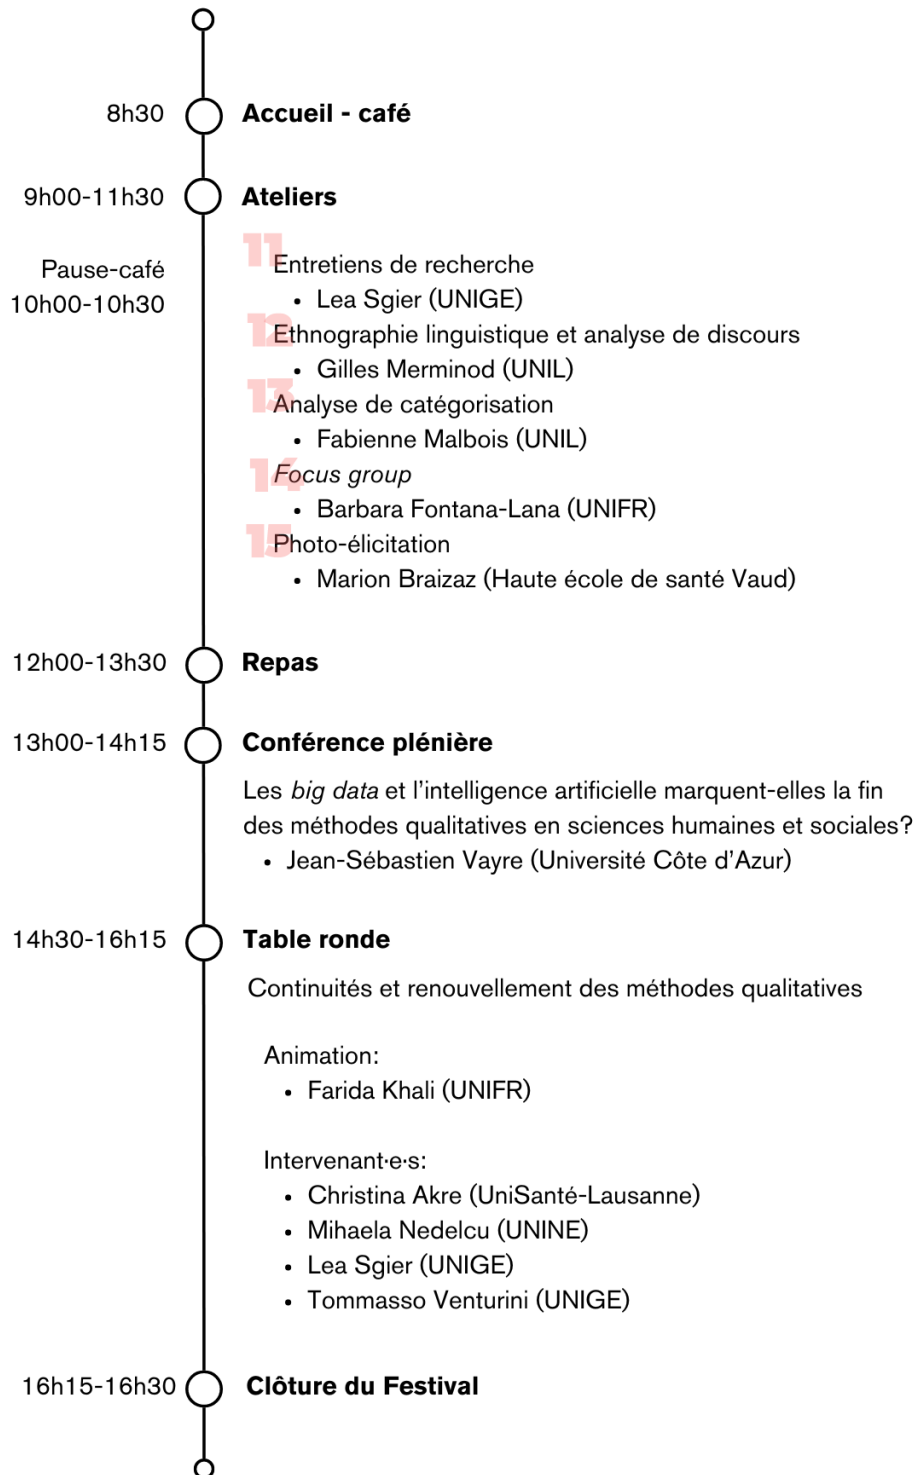 8h30 Accueil - café
9h00-11h30 Ateliers
Pause-café
10h00-10h30
11 Entretiens de recherche
• Lea Sgier (UNIGE)
12 Ethnographie linguistique et analyse de discours
• Gilles Merminod (UNIL)
13 Analyse de catégorisation
• Fabienne Malbois (UNIL)
14 Focus group
• Barbara Fontana-Lana (UNIFR)
15 Photo-élicitation
• Marion Braizaz (Haute école de santé Vaud)
12h00-13h30 Repas
13h00-14h15 Conférence plénière
Les big data et l'intelligence artificielle marquent-elles la fin
des méthodes qualitatives en sciences humaines et sociales?
• Jean-Sébastien Vayre (Université Côte d'Azur)
14h30-16h15 Table ronde
Continuités et renouvellement des méthodes qualitatives
Animation:
• Farida Khali (UNIFR)
Intervenant·e·s:
• Christina Akre (UniSanté-Lausanne)
• Mihaela Nedelcu (UNINE)
• Lea Sgier (UNIGE)
• Tommasso Venturini (UNIGE)
16h15-16h30 Clôture du Festival